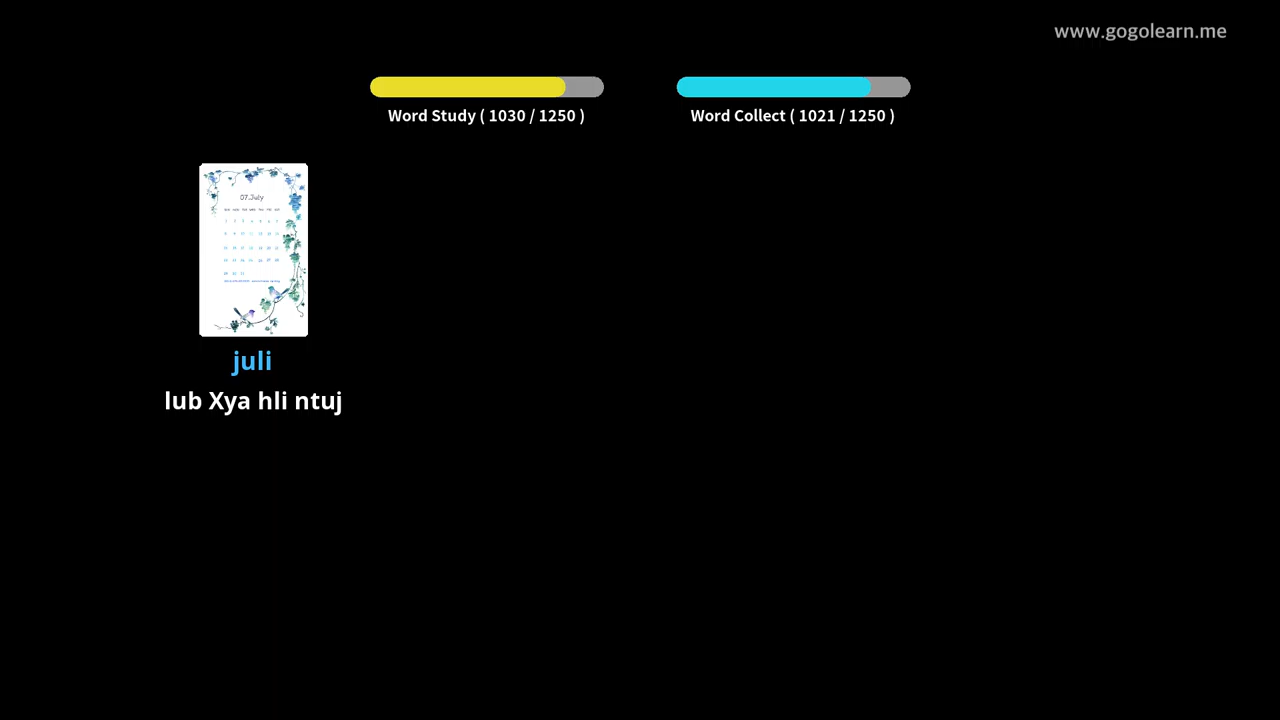 www.gogolearn.me
Word Study ( 1030 / 1250 )
Word Collect ( 1021 / 1250 )
07.July
juli
lub Xya hli ntuj